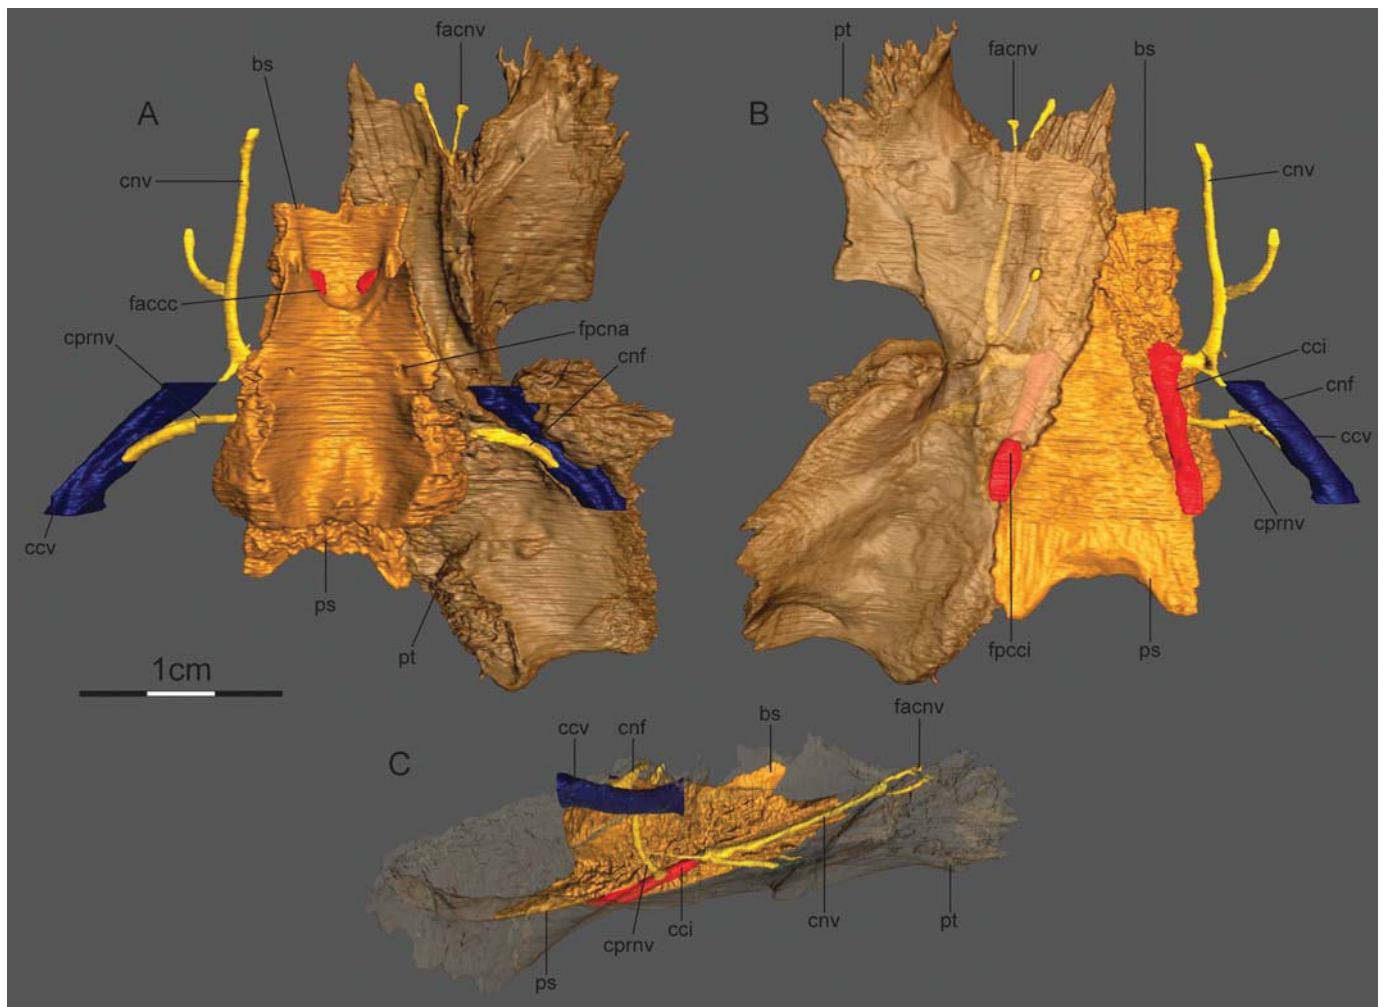 A
bs
facnv
cnv
faccc
cprnv
fpcna
cnf
ccv
ps
pt
1cm
B
pt
facnv
bs
cnv
cci
cnf
ccv
cprnv
fpcci
ps
C
ccv
cnf
bs
facnv
ps
cprnv
cci
cnv
pt